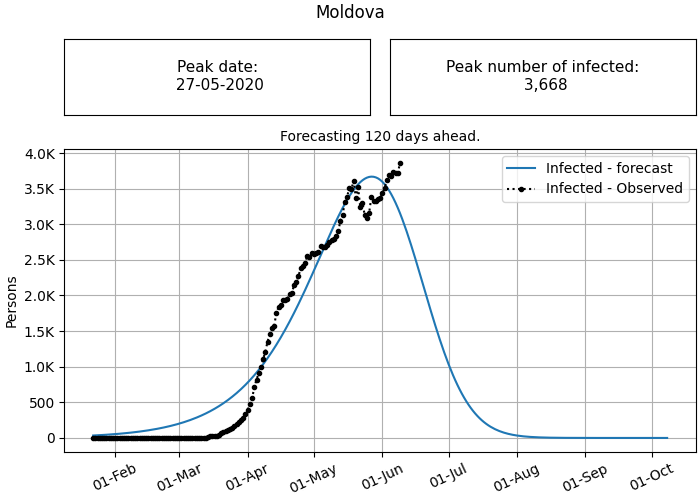 Moldova
Peak date:
27-05-2020
Peak number of infected:
3,668
Forecasting 120 days ahead.
4.0K
3.5K
3.0K
2.5K
2.0K
1.5K
1.0K
500
0
Persons
Infected - forecast
Infected - Observed
01-Feb
01-Mar
01-Apr
01-May
01-Jun
01-Jul
01-Aug
01-Sep
01-Oct